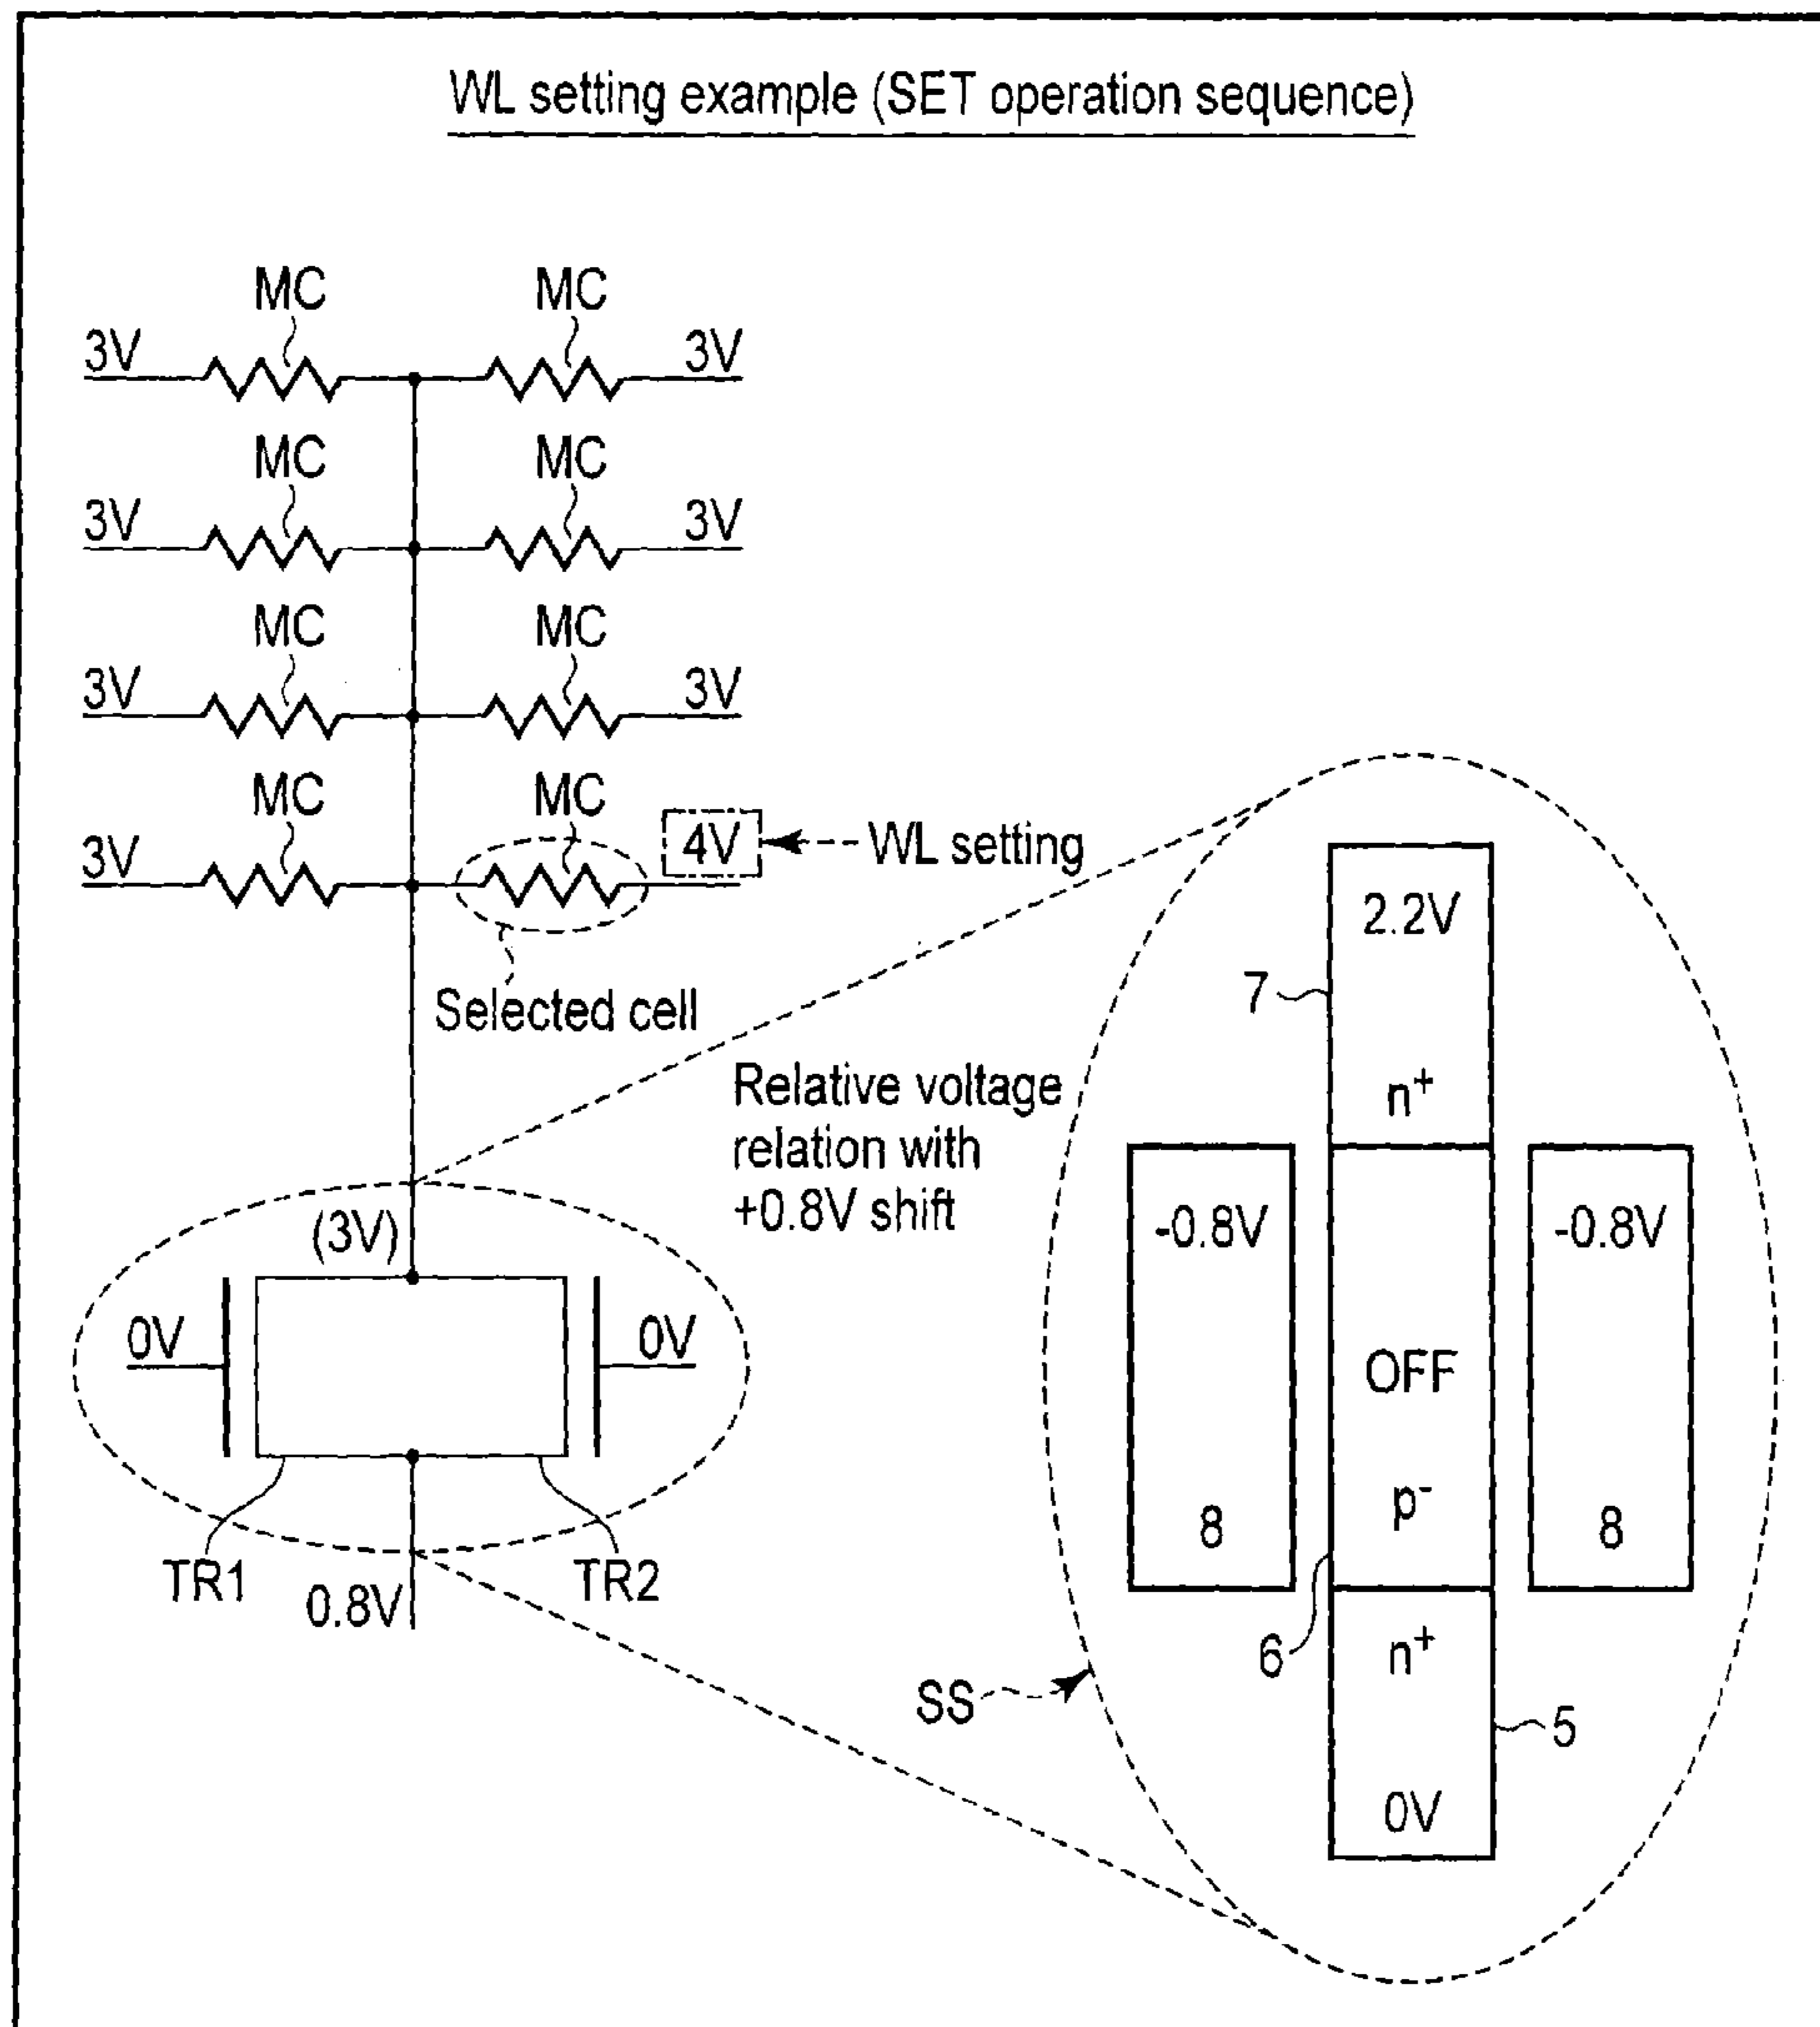 WL setting example (SET operation sequence)
MC MC
3V 3V
MC MC
3V 3V
MC MC
3V 3V
MC MC
3V 4V WL setting
Selected cell
2.2V
7
n+
Relative voltage
relation with
+0.8V shift
(3V)
-0.8V -0.8V
0V 0V
OFF
p-
8 8
TR1 TR2
0.8V
6
n+
SS
5
0V